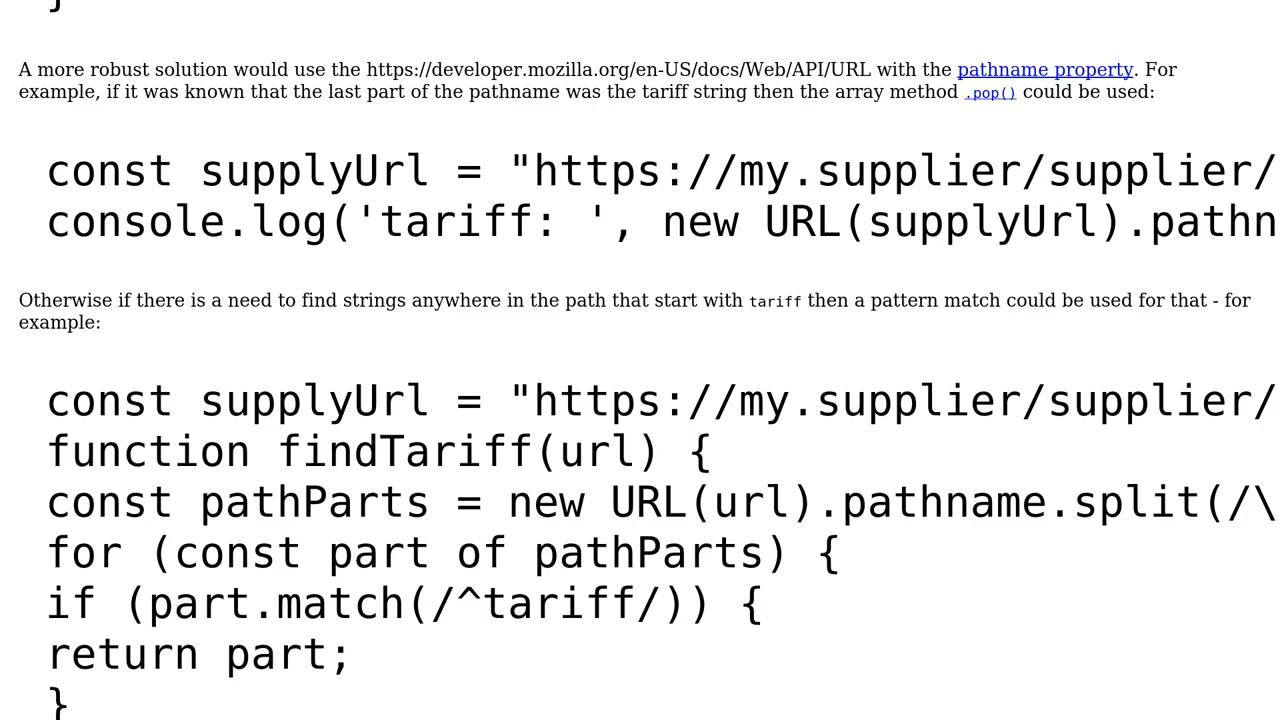 }
A more robust solution would use the https://developer.mozilla.org/en-US/docs/Web/API/URL with the pathname property. For
example, if it was known that the last part of the pathname was the tariff string then the array method .pop() could be used:
const supplyUrl = "https://my.supplier/supplier/
console.log('tariff: ', new URL(supplyUrl).pathn
Otherwise if there is a need to find strings anywhere in the path that start with tariff then a pattern match could be used for that - for
example:
const supplyUrl = "https://my.supplier/supplier/
function findTariff(url) {
const pathParts = new URL(url).pathname.split(/\
for (const part of pathParts) {
if (part.match(/^tariff/)) {
return part;
}